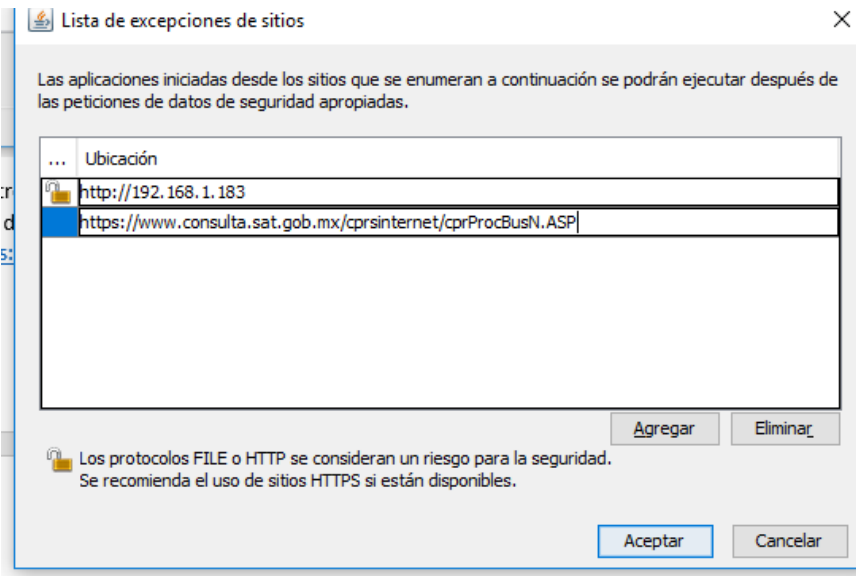 Lista de excepciones de sitios
Las aplicaciones iniciadas desde los sitios que se enumeran a continuación se podrán ejecutar después de
las peticiones de datos de seguridad apropiadas.
... Ubicación
http://192.168.1.183
https://www.consulta.sat.gob.mx/cprsinternet/cprProcBusN.ASP
Agregar Eliminar
Los protocolos FILE o HTTP se consideran un riesgo para la seguridad.
Se recomienda el uso de sitios HTTPS si están disponibles.
Aceptar Cancelar